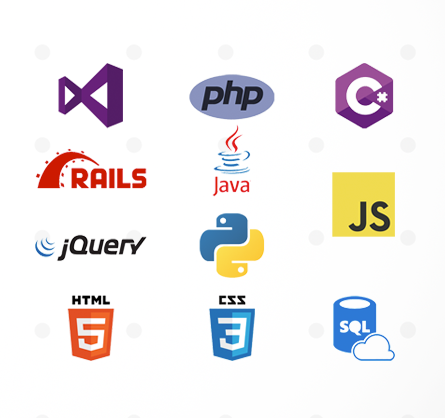 php
C#
RAILS
Java
JS
jQuery
HTML
5
CSS
3
SQL